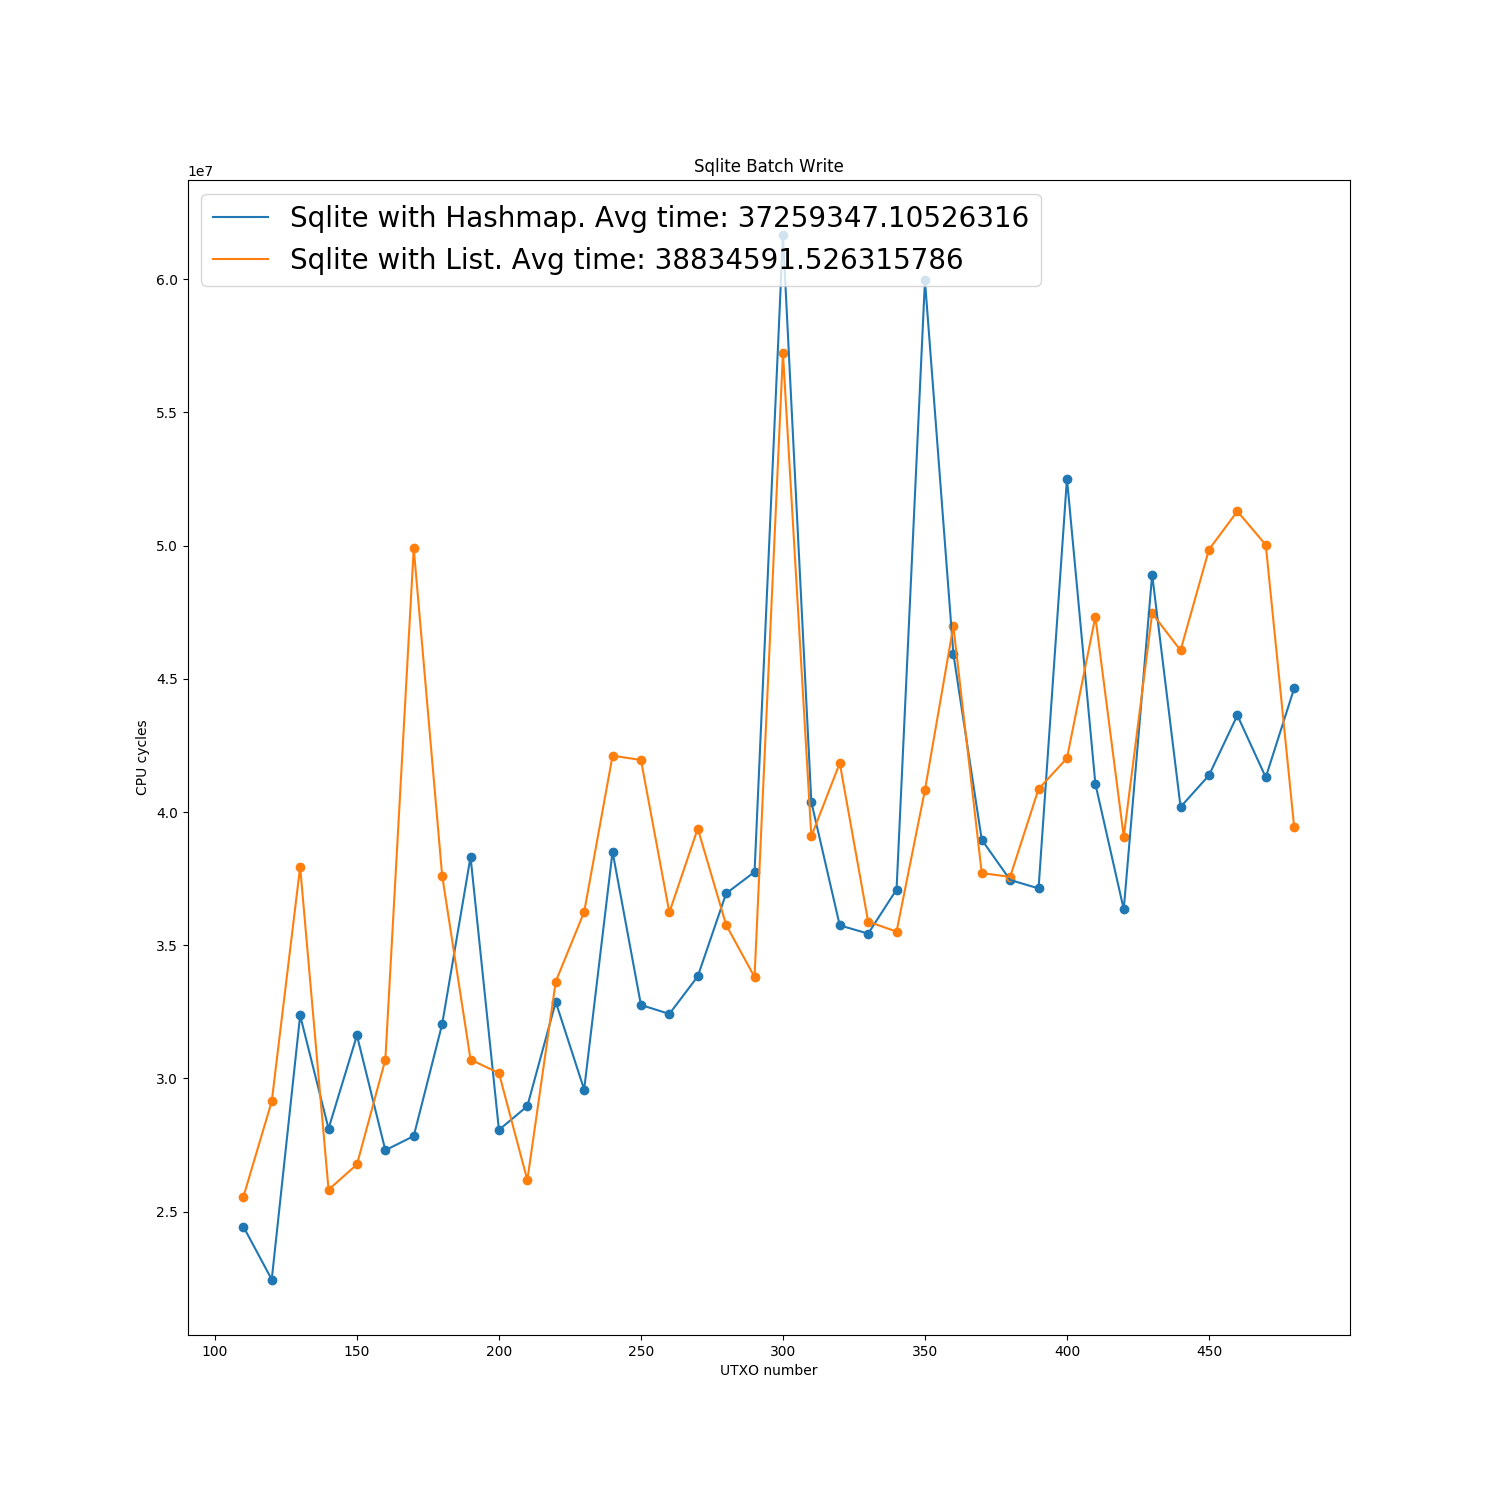 Sqlite Batch Write
1e7
Sqlite with Hashmap. Avg time: 37259347.10526316
Sqlite with List. Avg time: 38834591.526315786
6.0
5.5
5.0
4.5
4.0
3.5
3.0
2.5
CPU cycles
100 150 200 250 300 350 400 450
UTXO number